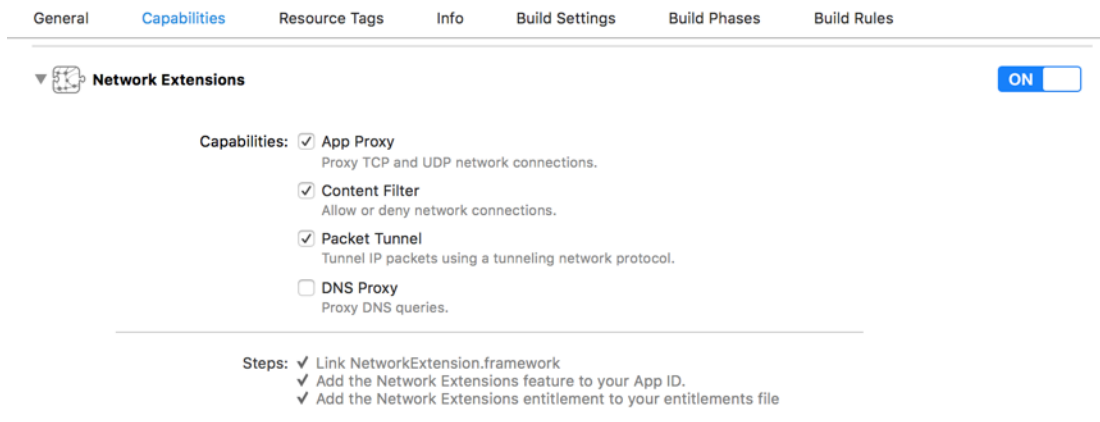 General Capabilities Resource Tags Info Build Settings Build Phases Build Rules
Network Extensions ON
Capabilities: App Proxy
Proxy TCP and UDP network connections.
Content Filter
Allow or deny network connections.
Packet Tunnel
Tunnel IP packets using a tunneling network protocol.
DNS Proxy
Proxy DNS queries.
Steps: ✓ Link NetworkExtension.framework
✓ Add the Network Extensions feature to your App ID.
✓ Add the Network Extensions entitlement to your entitlements file